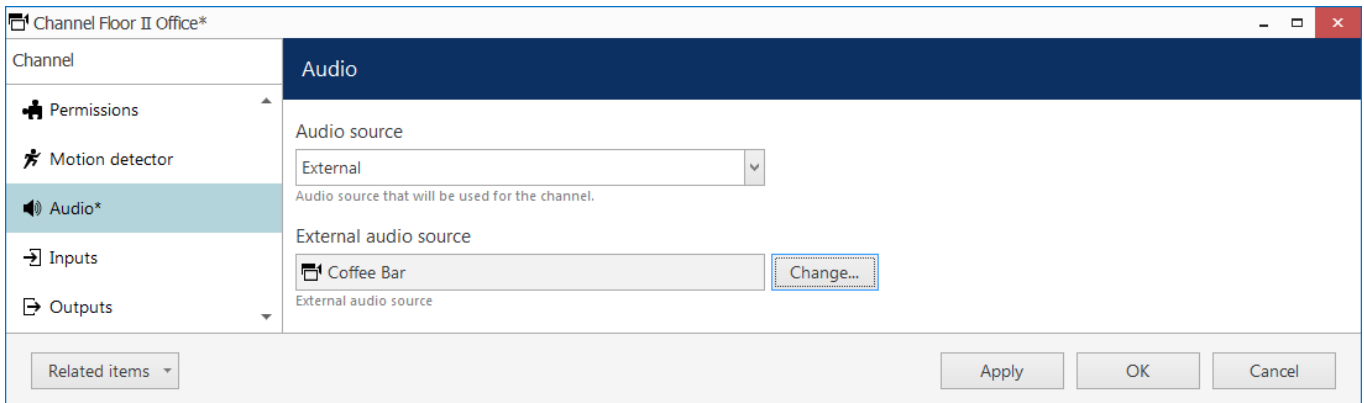 Channel Floor II Office*
Channel
Permissions
Motion detector
Audio*
Inputs
Outputs
Audio
Audio source
External
Audio source that will be used for the channel.
External audio source
Coffee Bar
Change...
External audio source
Related items
Apply
OK
Cancel